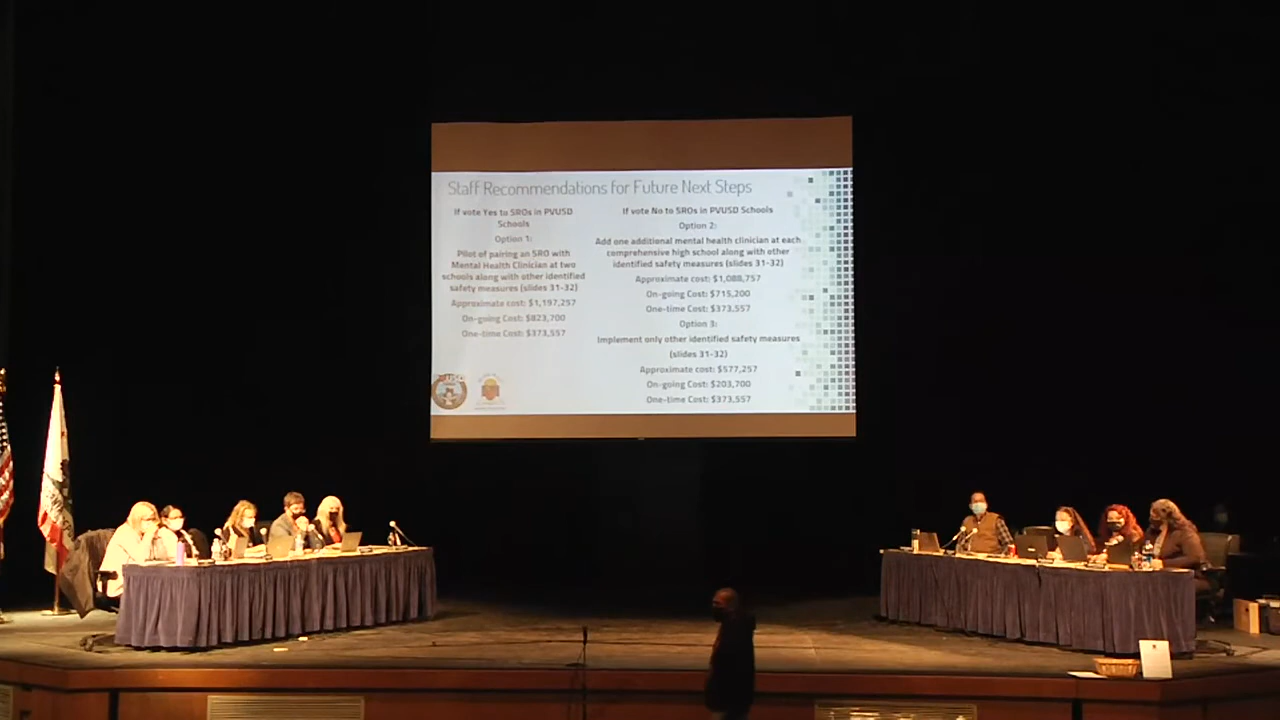 Staff Recommendations for Future Next Steps
If vote Yes to SROs in PVUSD
Schools
Option 1:
Pilot of pairing an SRO with
Mental Health Clinician at two
schools along with other identified
safety measures (slides 31-32)
Approximate cost: $1,197,257
On-going Cost: $823,700
One-time Cost: $373,557
If vote No to SROs in PVUSD Schools
Option 2:
Add one additional mental health clinician at each
comprehensive high school along with other
identified safety measures (slides 31-32)
Approximate cost: $1,088,757
On-going Cost: $715,200
One-time Cost: $373,557
Option 3:
Implement only other identified safety measures
(slides 31-32)
Approximate cost: $577,257
On-going Cost: $203,700
One-time Cost: $373,557